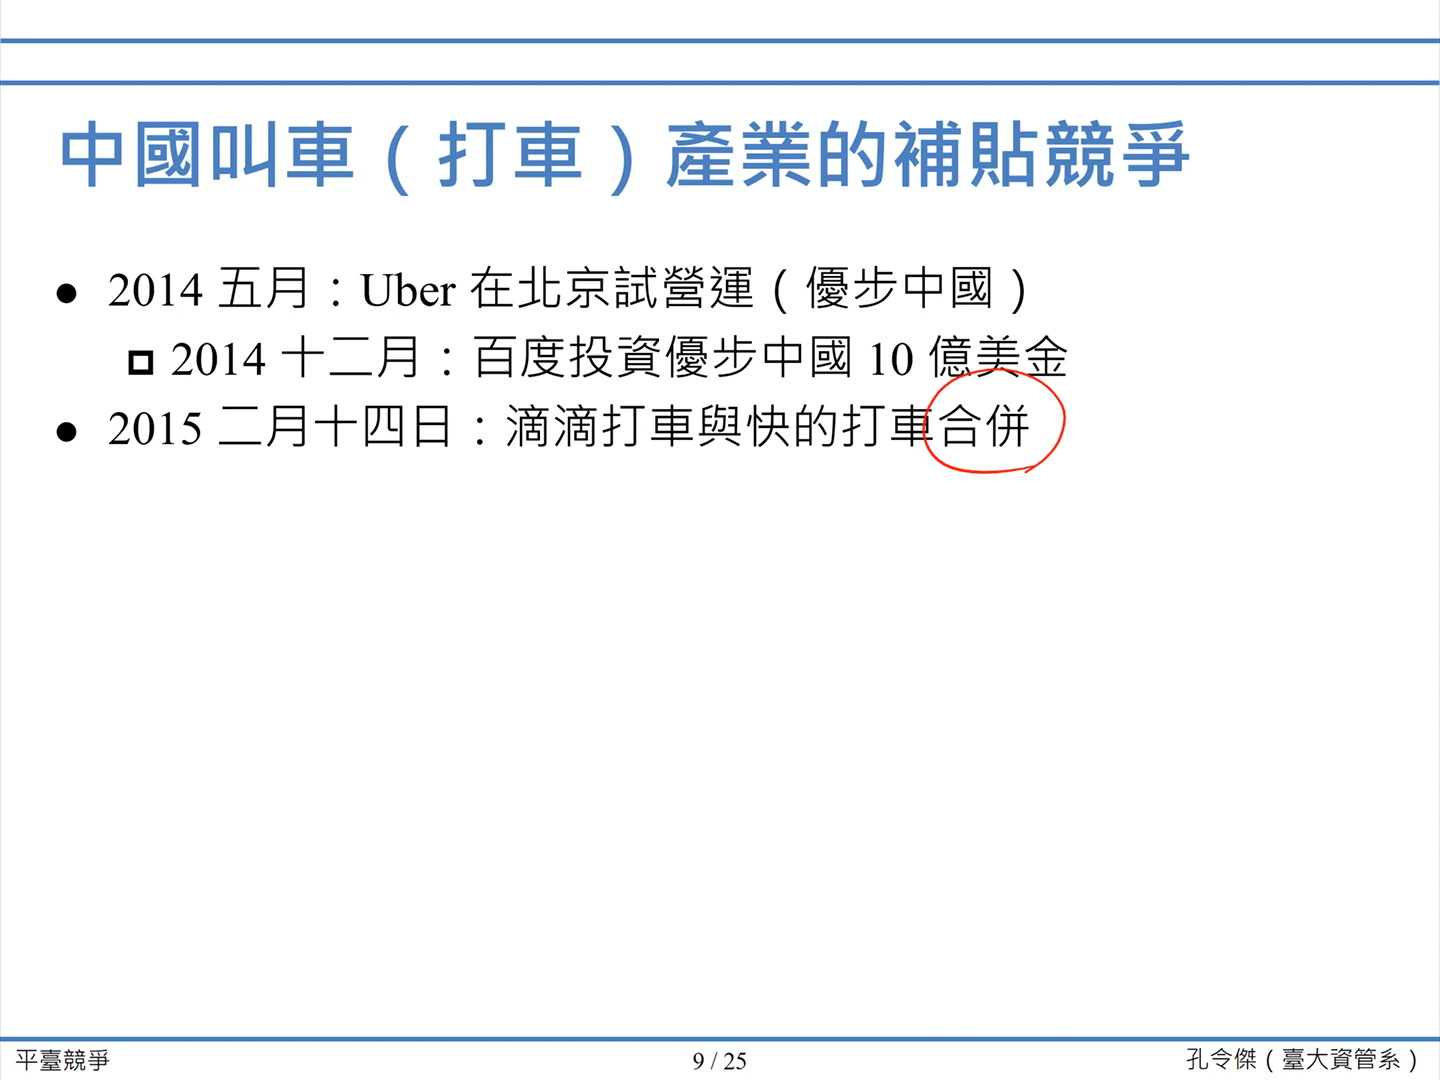 中國叫車（打車）產業的補貼競爭
● 2014 五月：Uber 在北京試營運（優步中國）
2014 十二月：百度投資優步中國 10 億美金
● 2015 二月十四日：滴滴打車與快的打車合併
平臺競爭 9 / 25 孔令傑（臺大資管系）